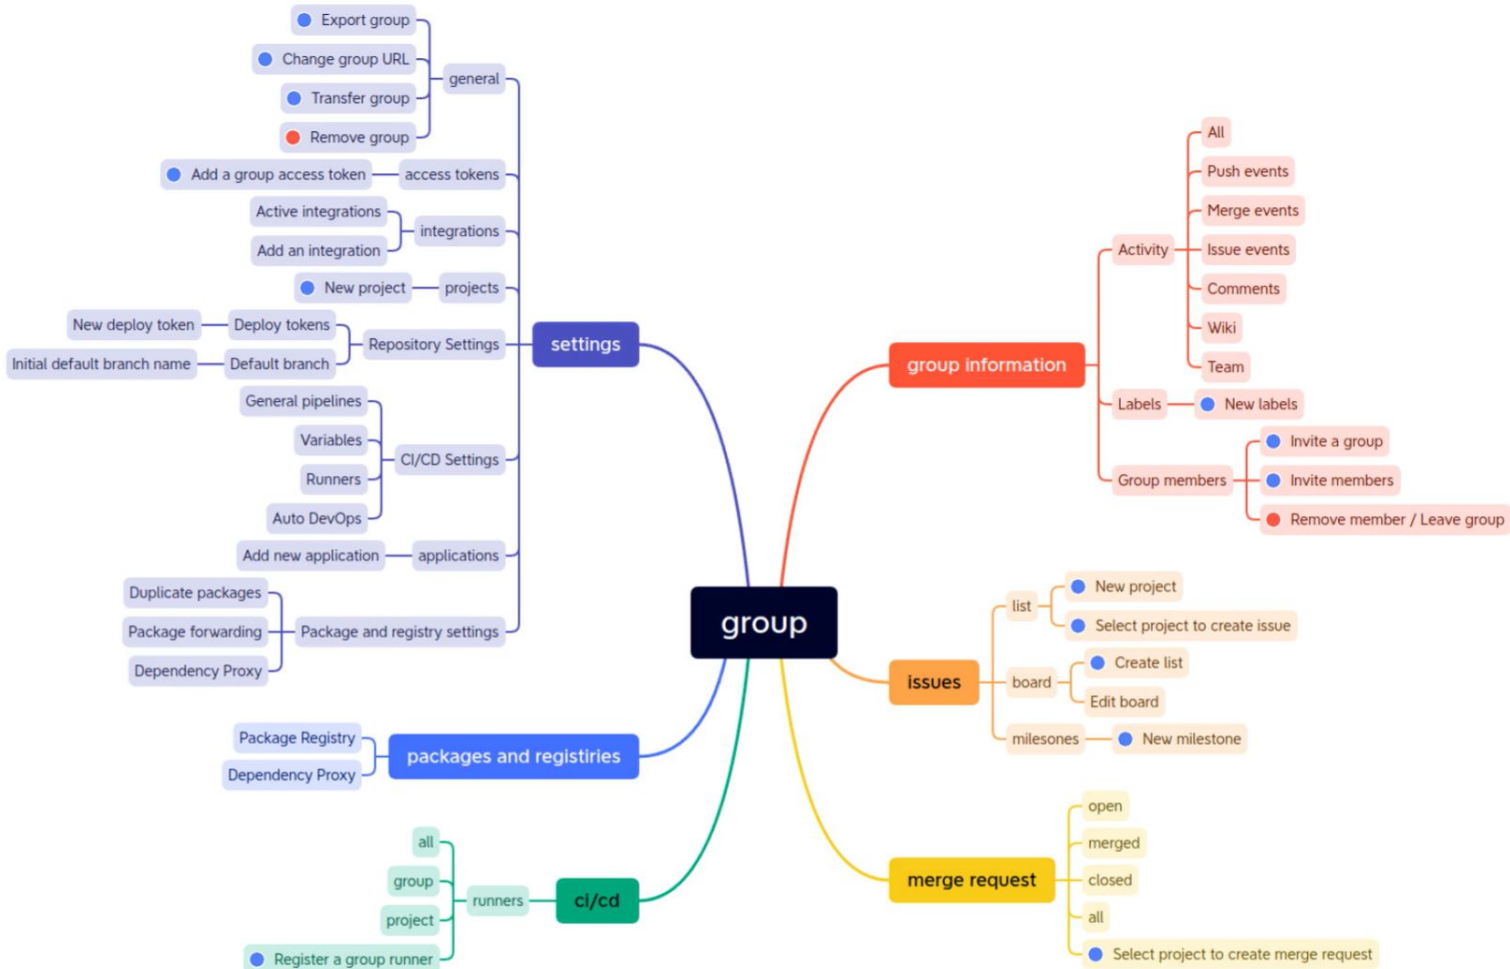 group
settings
general
Export group
Change group URL
Transfer group
Remove group
access tokens
Add a group access token
integrations
Active integrations
Add an integration
projects
New project
Repository Settings
Deploy tokens
New deploy token
Default branch
Initial default branch name
CI/CD Settings
General pipelines
Variables
Runners
Auto DevOps
applications
Add new application
Package and registry settings
Duplicate packages
Package forwarding
Dependency Proxy
packages and registiries
Package Registry
Dependency Proxy
ci/cd
runners
all
group
project
Register a group runner
group information
Activity
All
Push events
Merge events
Issue events
Comments
Wiki
Team
Labels
New labels
Group members
Invite a group
Invite members
Remove member / Leave group
issues
list
New project
Select project to create issue
board
Create list
Edit board
milesones
New milestone
merge request
open
merged
closed
all
Select project to create merge request